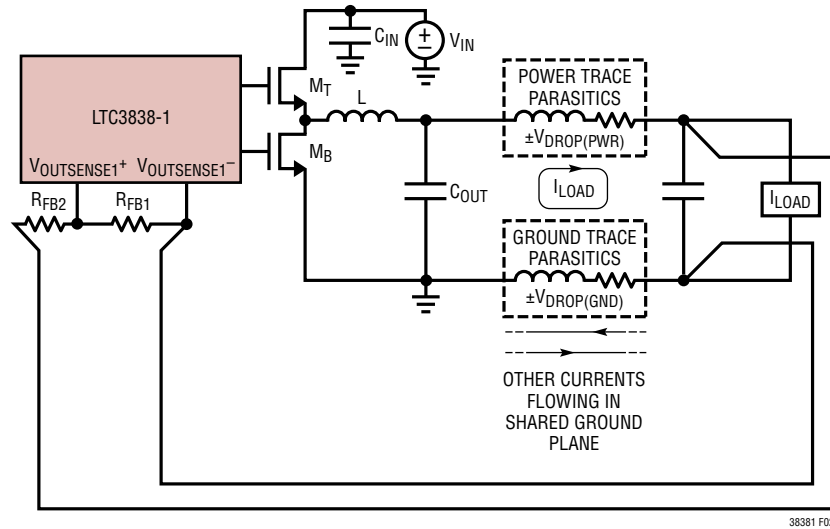 CIN
+
−
VIN
MT
LTC3838-1
L
MB
VOUTSENSE1+ VOUTSENSE1−
RFB2 RFB1
COUT
POWER TRACE
PARASITICS
±VDROP(PWR)
ILOAD
ILOAD
GROUND TRACE
PARASITICS
±VDROP(GND)
OTHER CURRENTS
FLOWING IN
SHARED GROUND
PLANE